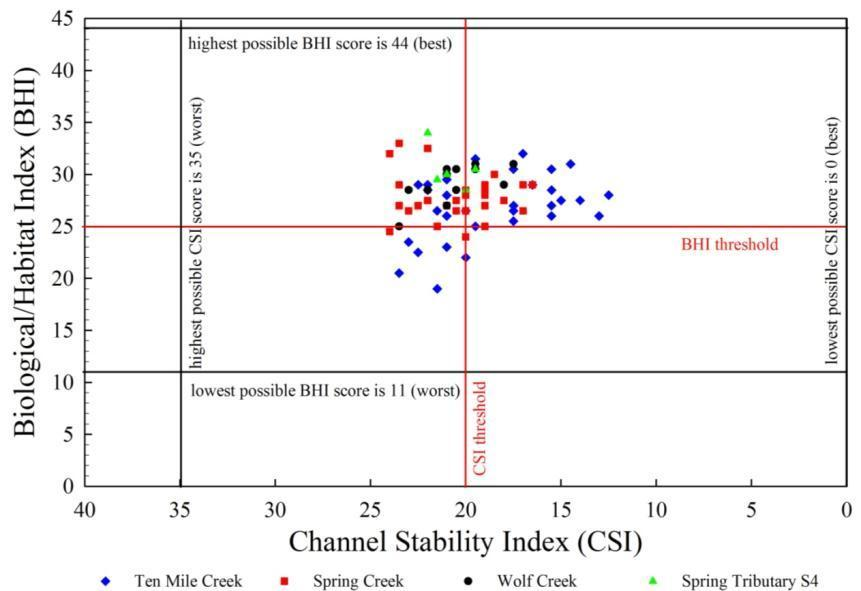 45
40
35
30
25
20
15
10
5
0
Biological/Habitat Index (BHI)
highest possible BHI score is 44 (best)
highest possible CSI score is 35 (worst)
lowest possible CSI score is 0 (best)
BHI threshold
lowest possible BHI score is 11 (worst)
CSI threshold
40 35 30 25 20 15 10 5 0
Channel Stability Index (CSI)
Ten Mile Creek Spring Creek Wolf Creek Spring Tributary S4